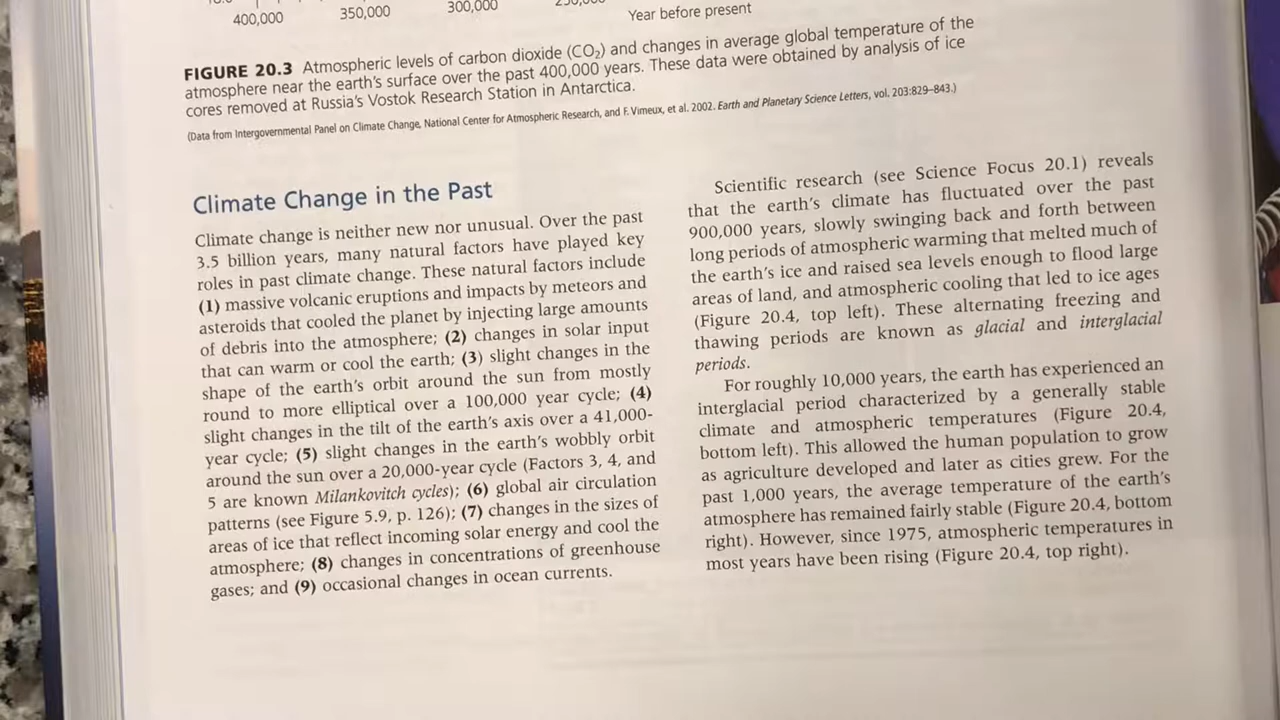 400,000
350,000
300,000
Year before present
FIGURE 20.3 Atmospheric levels of carbon dioxide (CO₂) and changes in average global temperature of the
atmosphere near the earth's surface over the past 400,000 years. These data were obtained by analysis of ice
cores removed at Russia's Vostok Research Station in Antarctica.
(Data from Intergovernmental Panel on Climate Change, National Center for Atmospheric Research, and F. Vimeux, et al. 2002. Earth and Planetary Science Letters, vol. 203:829–843.)
Climate Change in the Past
Climate change is neither new nor unusual. Over the past
3.5 billion years, many natural factors have played key
roles in past climate change. These natural factors include
(1) massive volcanic eruptions and impacts by meteors and
asteroids that cooled the planet by injecting large amounts
of debris into the atmosphere; (2) changes in solar input
that can warm or cool the earth; (3) slight changes in the
shape of the earth's orbit around the sun from mostly
round to more elliptical over a 100,000 year cycle; (4)
slight changes in the tilt of the earth's axis over a 41,000-
year cycle; (5) slight changes in the earth's wobbly orbit
around the sun over a 20,000-year cycle (Factors 3, 4, and
5 are known Milankovitch cycles); (6) global air circulation
patterns (see Figure 5.9, p. 126); (7) changes in the sizes of
areas of ice that reflect incoming solar energy and cool the
atmosphere; (8) changes in concentrations of greenhouse
gases; and (9) occasional changes in ocean currents.
Scientific research (see Science Focus 20.1) reveals
that the earth's climate has fluctuated over the past
900,000 years, slowly swinging back and forth between
long periods of atmospheric warming that melted much of
the earth's ice and raised sea levels enough to flood large
areas of land, and atmospheric cooling that led to ice ages
(Figure 20.4, top left). These alternating freezing and
thawing periods are known as glacial and interglacial
periods.
For roughly 10,000 years, the earth has experienced an
interglacial period characterized by a generally stable
climate and atmospheric temperatures (Figure 20.4,
bottom left). This allowed the human population to grow
as agriculture developed and later as cities grew. For the
past 1,000 years, the average temperature of the earth's
atmosphere has remained fairly stable (Figure 20.4, bottom
right). However, since 1975, atmospheric temperatures in
most years have been rising (Figure 20.4, top right).